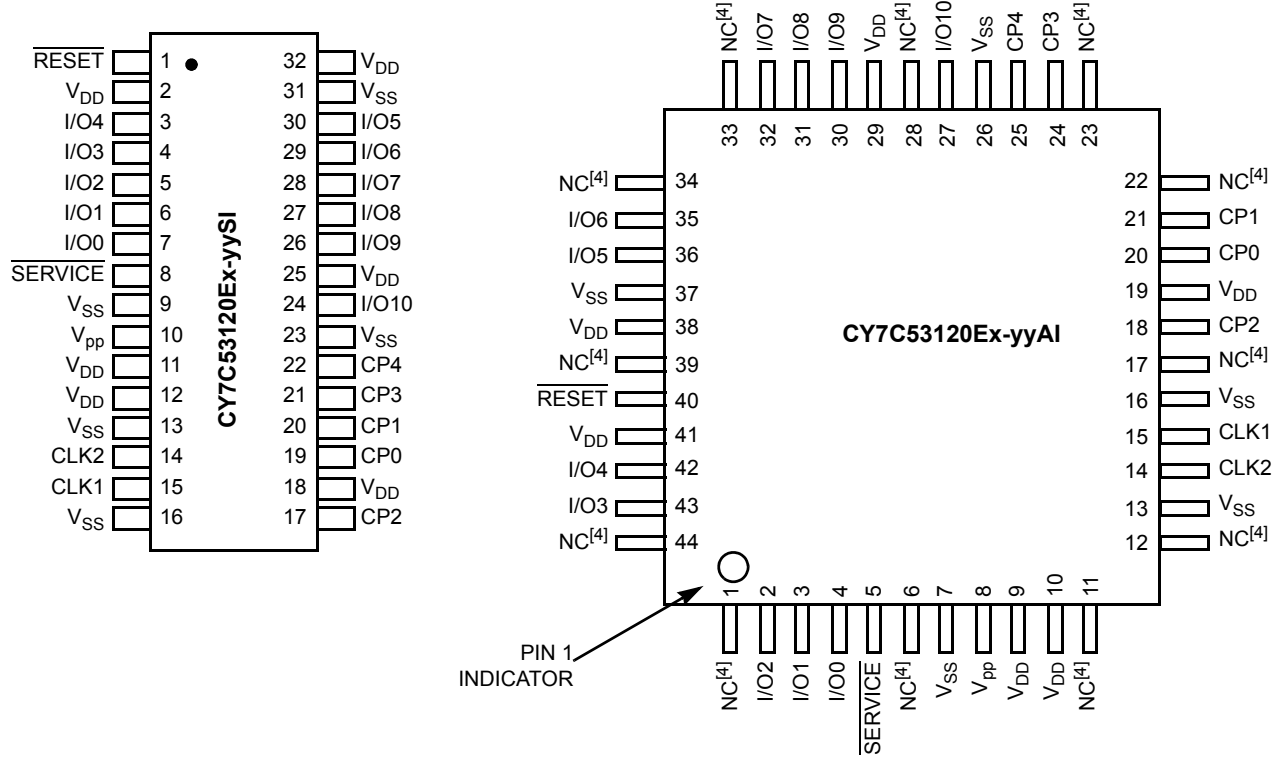 RESET 1 32 VDD
VDD 2 31 VSS
I/O4 3 30 I/O5
I/O3 4 29 I/O6
I/O2 5 28 I/O7
I/O1 6 27 I/O8
I/O0 7 26 I/O9
SERVICE 8 25 VDD
VSS 9 24 I/O10
Vpp 10 23 VSS
VDD 11 22 CP4
VDD 12 21 CP3
VSS 13 20 CP1
CLK2 14 19 CP0
CLK1 15 18 VDD
VSS 16 17 CP2
CY7C53120Ex-yySI
NC[4] I/O7 I/O8 I/O9 VDD NC[4] I/O10 VSS CP4 CP3 NC[4]
33 32 31 30 29 28 27 26 25 24 23
NC[4] 34 22 NC[4]
I/O6 35 21 CP1
I/O5 36 20 CP0
VSS 37 19 VDD
VDD 38 18 CP2
CY7C53120Ex-yyAI
NC[4] 39 17 NC[4]
RESET 40 16 VSS
VDD 41 15 CLK1
I/O4 42 14 CLK2
I/O3 43 13 VSS
NC[4] 44 12 NC[4]
1 2 3 4 5 6 7 8 9 10 11
NC[4] I/O2 I/O1 I/O0 SERVICE NC[4] VSS Vpp VDD VDD NC[4]
PIN 1
INDICATOR